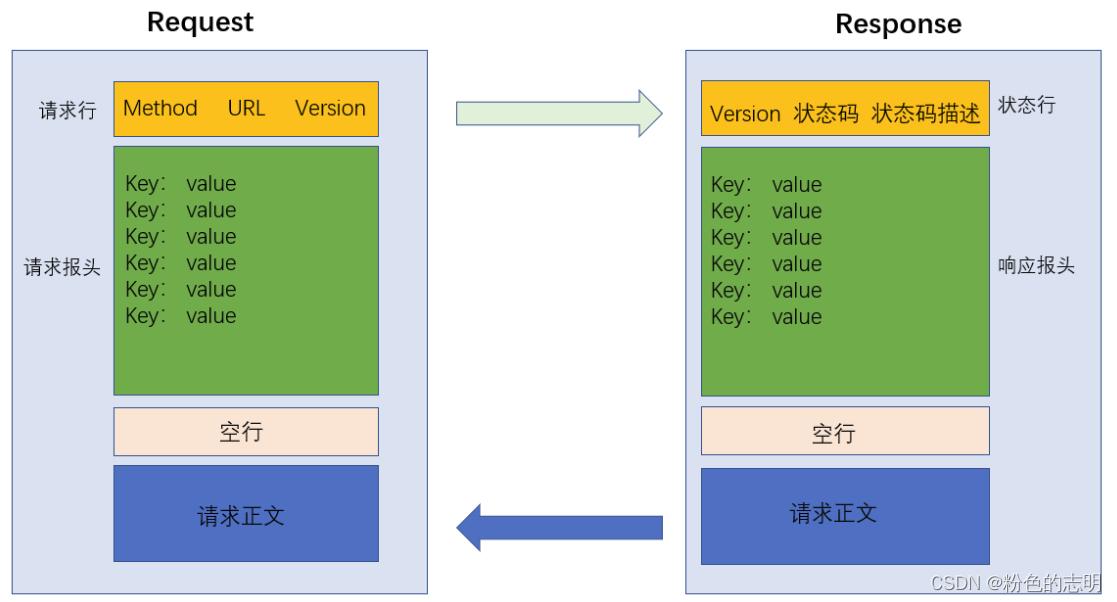 Request
请求行
Method URL Version
请求报头
Key： value
Key： value
Key： value
Key： value
Key： value
Key： value
空行
请求正文
Response
Version 状态码 状态码描述
状态行
Key： value
Key： value
Key： value
Key： value
Key： value
Key： value
响应报头
空行
请求正文
CSDN @粉色的志明